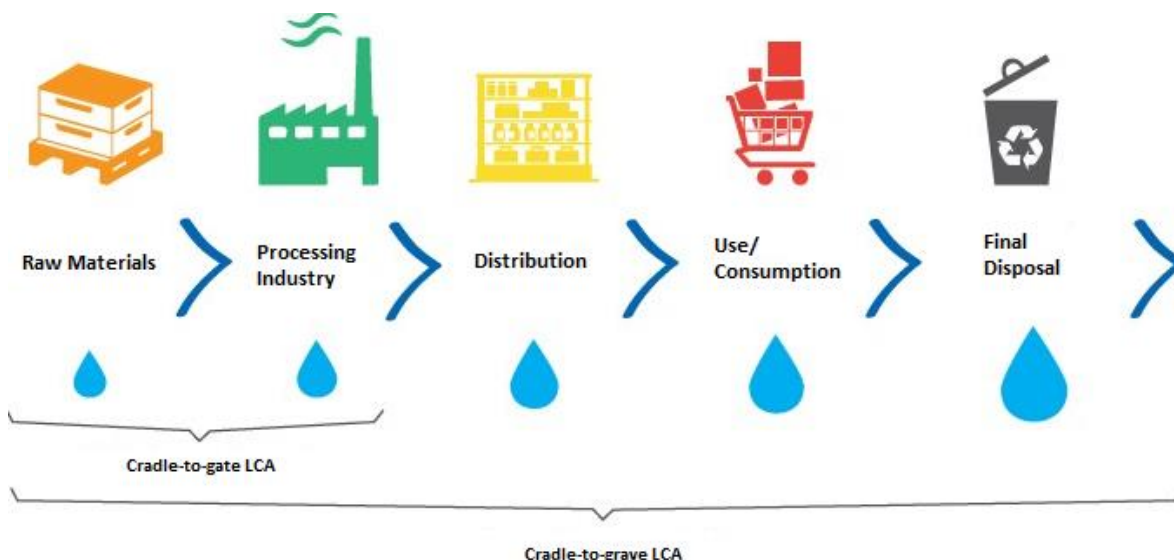 Raw Materials
Processing
Industry
Distribution
Use/
Consumption
Final
Disposal
Cradle-to-gate LCA
Cradle-to-grave LCA